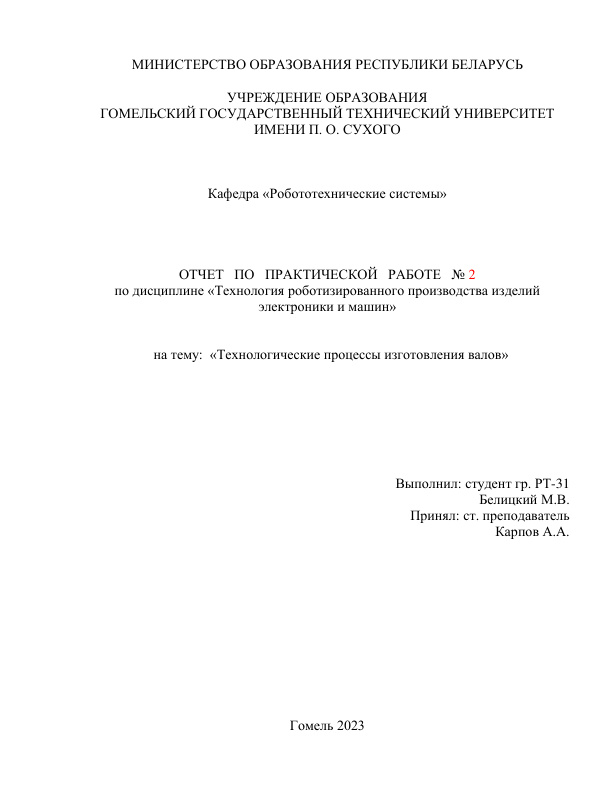 МИНИСТЕРСТВО ОБРАЗОВАНИЯ РЕСПУБЛИКИ БЕЛАРУСЬ
УЧРЕЖДЕНИЕ ОБРАЗОВАНИЯ
ГОМЕЛЬСКИЙ ГОСУДАРСТВЕННЫЙ ТЕХНИЧЕСКИЙ УНИВЕРСИТЕТ
ИМЕНИ П. О. СУХОГО
Кафедра «Робототехнические системы»
ОТЧЕТ ПО ПРАКТИЧЕСКОЙ РАБОТЕ № 2
по дисциплине «Технология роботизированного производства изделий
электроники и машин»
на тему: «Технологические процессы изготовления валов»
Выполнил: студент гр. РТ-31
Белицкий М.В.
Принял: ст. преподаватель
Карпов А.А.
Гомель 2023